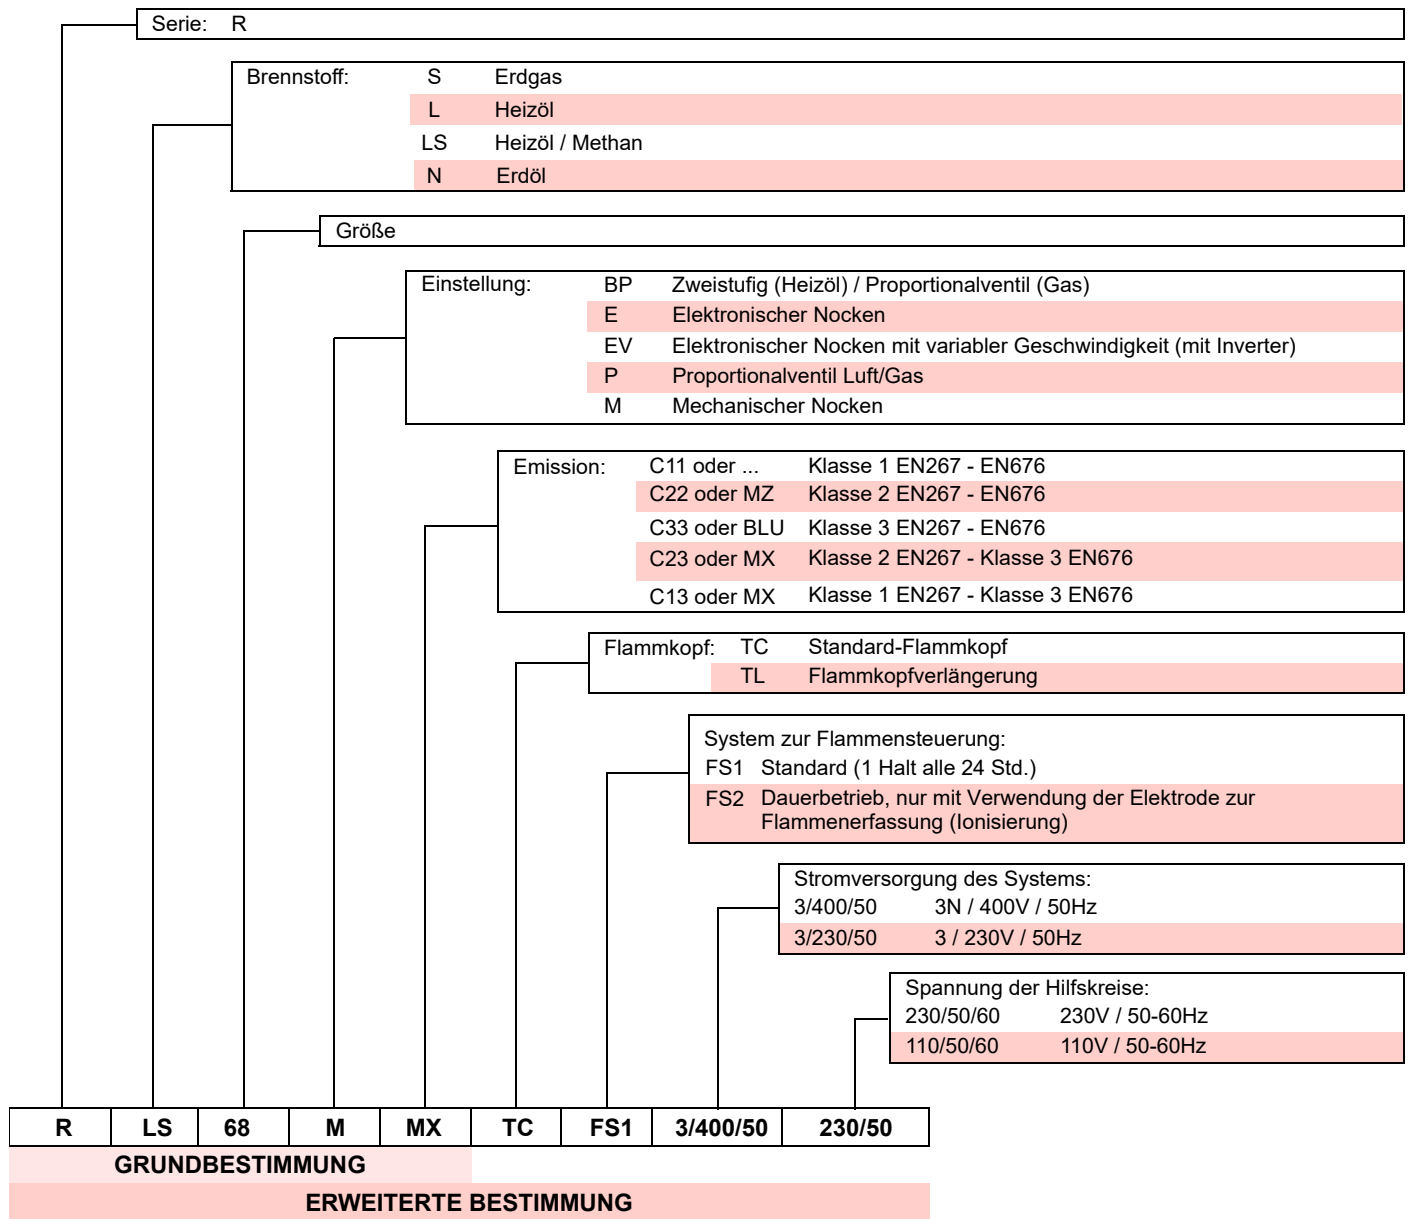 Serie: R
Brennstoff: S Erdgas
L Heizöl
LS Heizöl / Methan
N Erdöl
Größe
Einstellung: BP Zweistufig (Heizöl) / Proportionalventil (Gas)
E Elektronischer Nocken
EV Elektronischer Nocken mit variabler Geschwindigkeit (mit Inverter)
P Proportionalventil Luft/Gas
M Mechanischer Nocken
Emission: C11 oder ... Klasse 1 EN267 - EN676
C22 oder MZ Klasse 2 EN267 - EN676
C33 oder BLU Klasse 3 EN267 - EN676
C23 oder MX Klasse 2 EN267 - Klasse 3 EN676
C13 oder MX Klasse 1 EN267 - Klasse 3 EN676
Flammkopf: TC Standard-Flammkopf
TL Flammkopfverlängerung
System zur Flammensteuerung:
FS1 Standard (1 Halt alle 24 Std.)
FS2 Dauerbetrieb, nur mit Verwendung der Elektrode zur
Flammenerfassung (Ionisierung)
Stromversorgung des Systems:
3/400/50 3N / 400V / 50Hz
3/230/50 3 / 230V / 50Hz
Spannung der Hilfskreise:
230/50/60 230V / 50-60Hz
110/50/60 110V / 50-60Hz
R LS 68 M MX TC FS1 3/400/50 230/50
GRUNDBESTIMMUNG
ERWEITERTE BESTIMMUNG